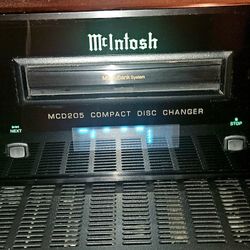 McIntosh
MCD205 COMPACT DISC CHANGER
NEXT
STOP